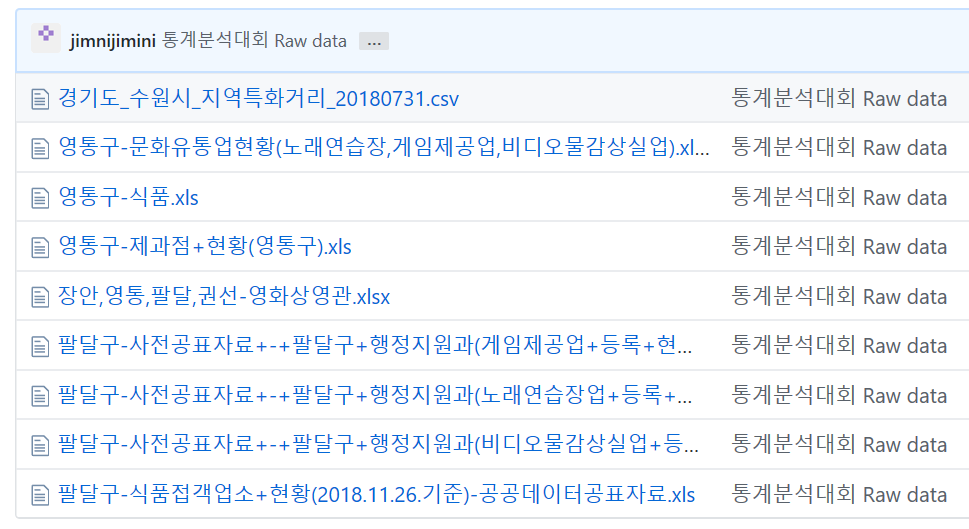 jimnijimini 통계분석대회 Raw data ...
경기도_수원시_지역특화거리_20180731.csv 통계분석대회 Raw data
영통구-문화유통업현황(노래연습장,게임제공업,비디오물감상실업).xl... 통계분석대회 Raw data
영통구-식품.xls 통계분석대회 Raw data
영통구-제과점+현황(영통구).xls 통계분석대회 Raw data
장안,영통,팔달,권선-영화상영관.xlsx 통계분석대회 Raw data
팔달구-사전공표자료+-+팔달구+행정지원과(게임제공업+등록+현... 통계분석대회 Raw data
팔달구-사전공표자료+-+팔달구+행정지원과(노래연습장업+등록+... 통계분석대회 Raw data
팔달구-사전공표자료+-+팔달구+행정지원과(비디오물감상실업+등... 통계분석대회 Raw data
팔달구-식품접객업소+현황(2018.11.26.기준)-공공데이터공표자료.xls 통계분석대회 Raw data